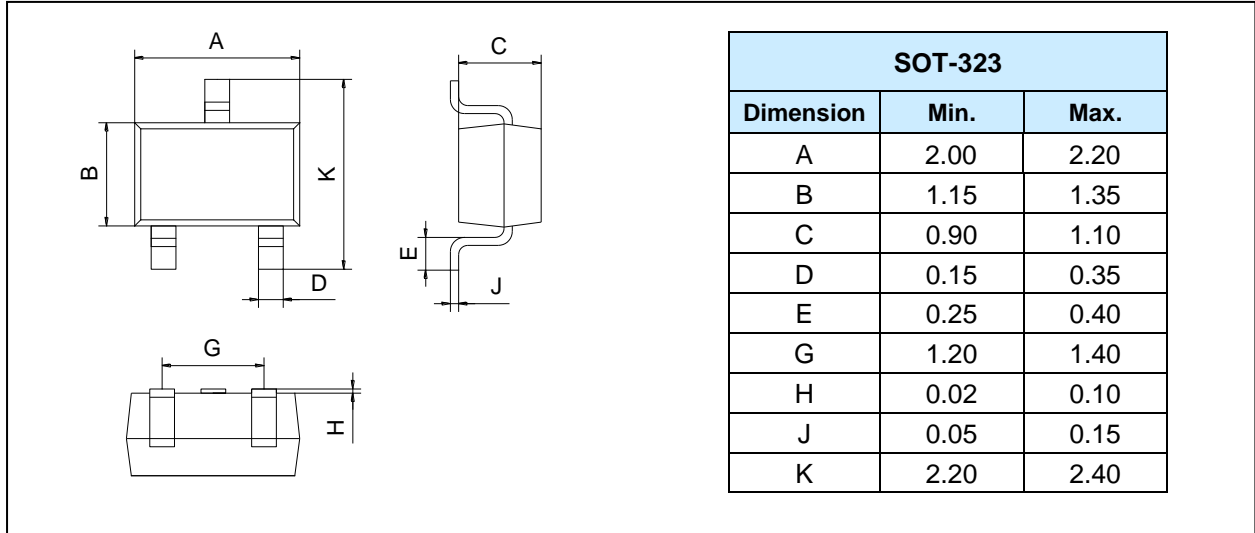 A
B
K
D
C
E
J
G
H
SOT-323
Dimension Min. Max.
A 2.00 2.20
B 1.15 1.35
C 0.90 1.10
D 0.15 0.35
E 0.25 0.40
G 1.20 1.40
H 0.02 0.10
J 0.05 0.15
K 2.20 2.40